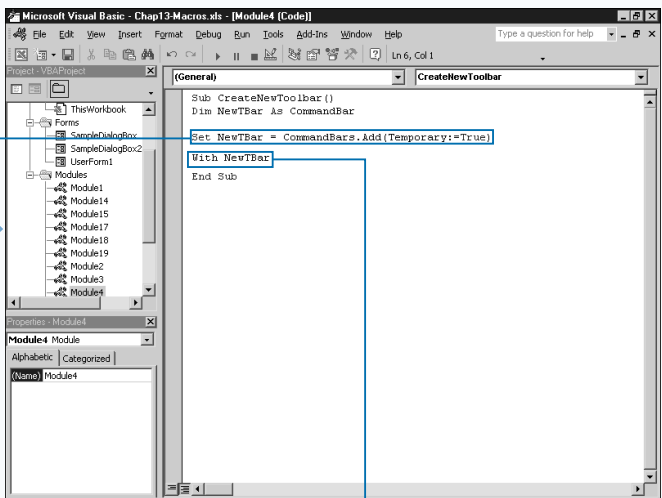 Microsoft Visual Basic - Chap13-Macros.xls - [Module4 (Code)]
File Edit View Insert Format Debug Run Tools Add-Ins Window Help Type a question for help
Ln 6, Col 1
Project - VBAProject
(General) CreateNewToolbar
ThisWorkbook
Forms
SampleDialogBox
SampleDialogBox2
UserForm1
Modules
Module1
Module14
Module15
Module17
Module18
Module19
Module2
Module3
Module4
Sub CreateNewToolbar()
Dim NewTBar As CommandBar
Set NewTBar = CommandBars.Add(Temporary:=True)
With NewTBar
End Sub
Properties - Module4
Module4 Module
Alphabetic Categorized
(Name) Module4